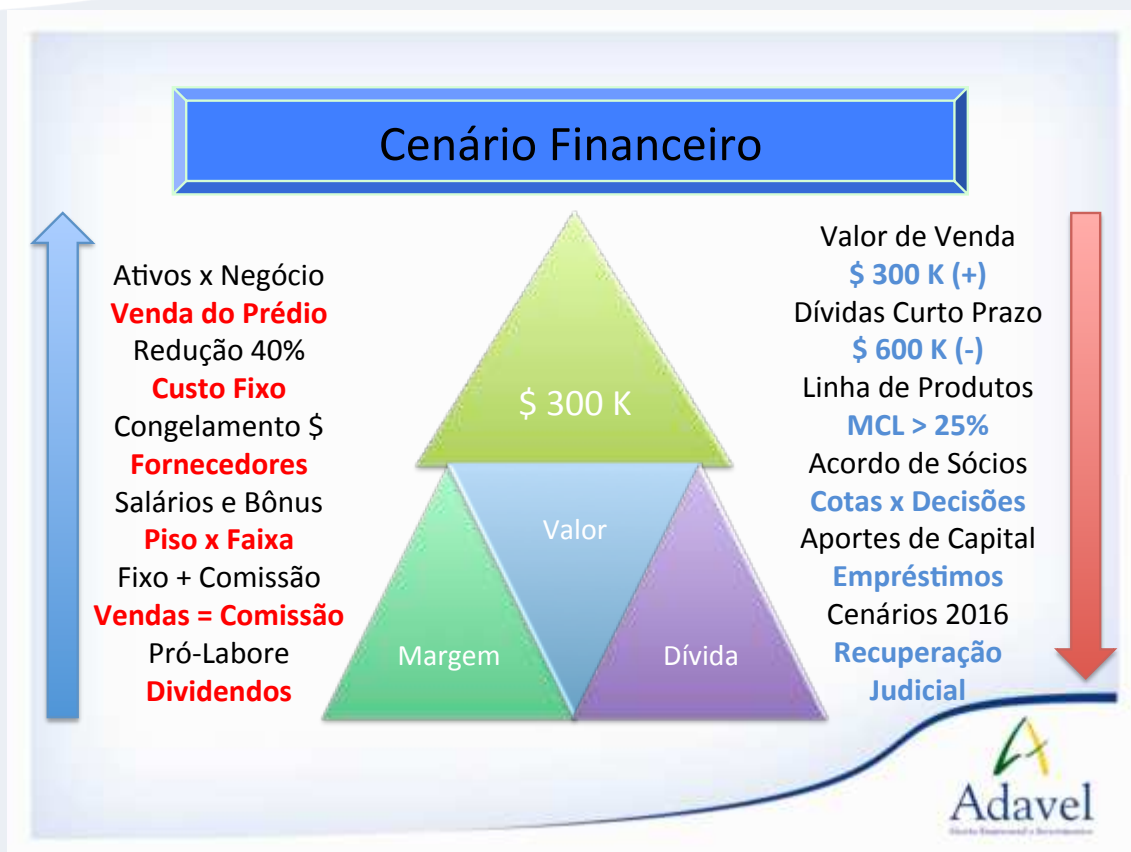 Cenário Financeiro
Ativos x Negócio
Venda do Prédio
Redução 40%
Custo Fixo
Congelamento $
Fornecedores
Salários e Bônus
Piso x Faixa
Fixo + Comissão
Vendas = Comissão
Pró-Labore
Dividendos
$ 300 K
Valor
Margem
Dívida
Valor de Venda
$ 300 K (+)
Dívidas Curto Prazo
$ 600 K (-)
Linha de Produtos
MCL > 25%
Acordo de Sócios
Cotas x Decisões
Aportes de Capital
Empréstimos
Cenários 2016
Recuperação
Judicial
Adavel